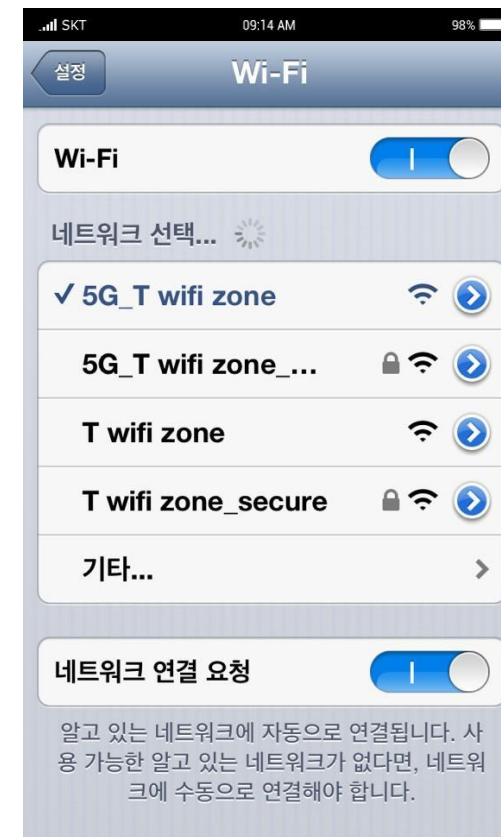 SKT 09:14 AM 98%
설정 Wi-Fi
Wi-Fi
네트워크 선택...
✓ 5G_T wifi zone
5G_T wifi zone_...
T wifi zone
T wifi zone_secure
기타...
네트워크 연결 요청
알고 있는 네트워크에 자동으로 연결됩니다. 사
용 가능한 알고 있는 네트워크가 없다면, 네트워
크에 수동으로 연결해야 합니다.